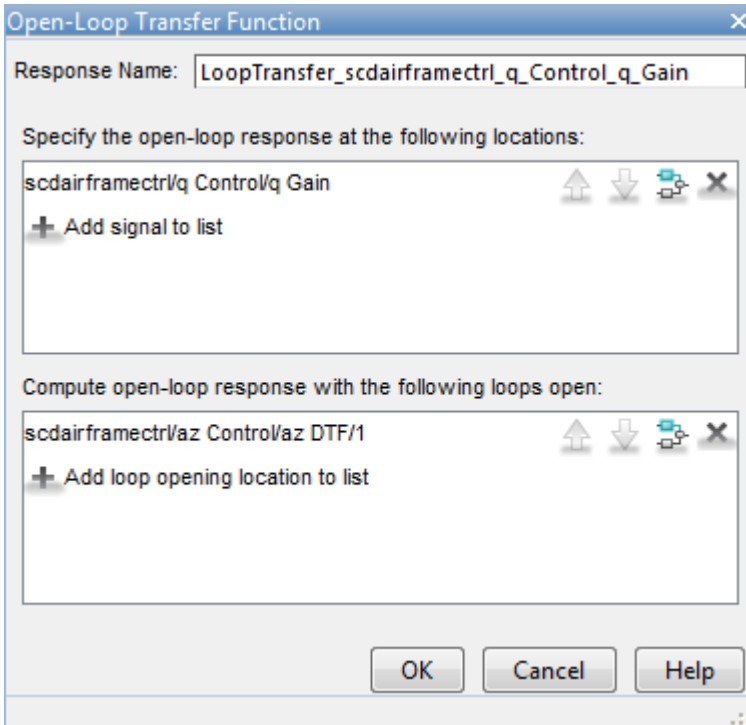 Open-Loop Transfer Function
Response Name: LoopTransfer_scdairframectrl_q_Control_q_Gain
Specify the open-loop response at the following locations:
scdairframectrl/q Control/q Gain
Add signal to list
Compute open-loop response with the following loops open:
scdairframectrl/az Control/az DTF/1
Add loop opening location to list
OK Cancel Help